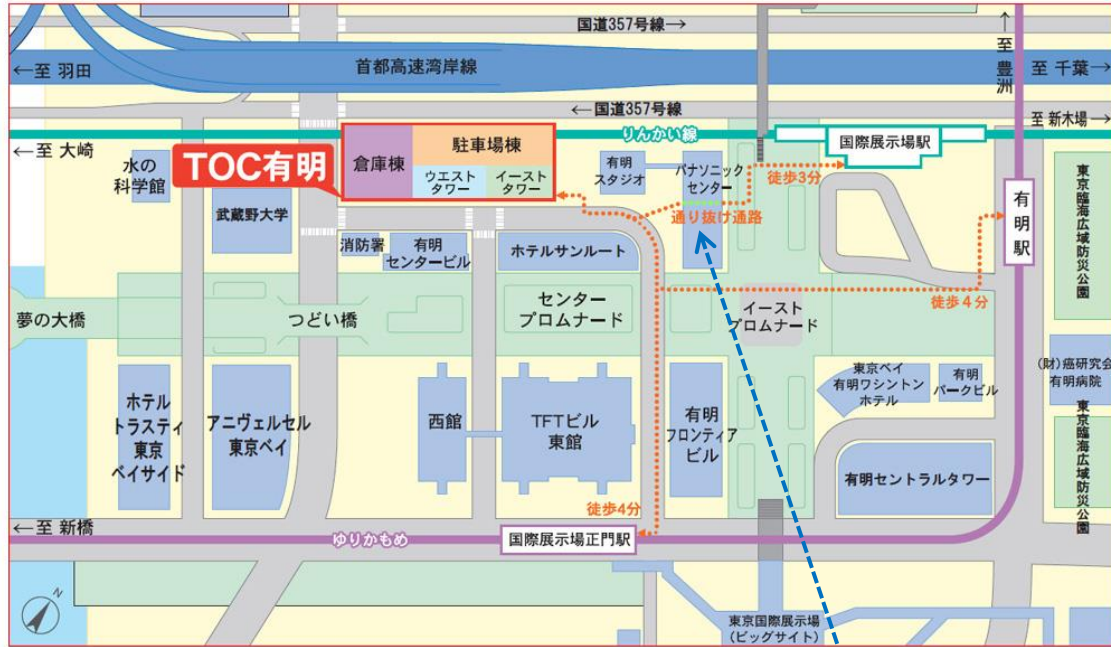 国道357号線→
←至 羽田
首都高速湾岸線
↑
至
豊
洲
至 千葉→
←国道357号線
至 新木場
→
←至 大崎
りんかい線
国際展示場駅
水の
科学館
TOC有明
倉庫棟
駐車場棟
ウエスト
タワー
イースト
タワー
有明
スタジオ
パナソニック
センター
徒歩3分
通り抜け通路
武蔵野大学
消防署
有明
センタービル
ホテルサンルート
有明駅
東京臨海広域防災公園
徒歩４分
夢の大橋
つどい橋
センター
プロムナード
イースト
プロムナード
ホテル
トラスティ
東京
ベイサイド
アニヴェルセル
東京ベイ
西館
TFTビル
東館
有明
フロンティア
ビル
東京ベイ
有明ワシントン
ホテル
有明
パークビル
(財)癌研究会
有明病院
東京臨海広域防災公園
有明セントラルタワー
徒歩4分
←至 新橋
ゆりかもめ
国際展示場正門駅
N
東京国際展示場
(ビッグサイト)